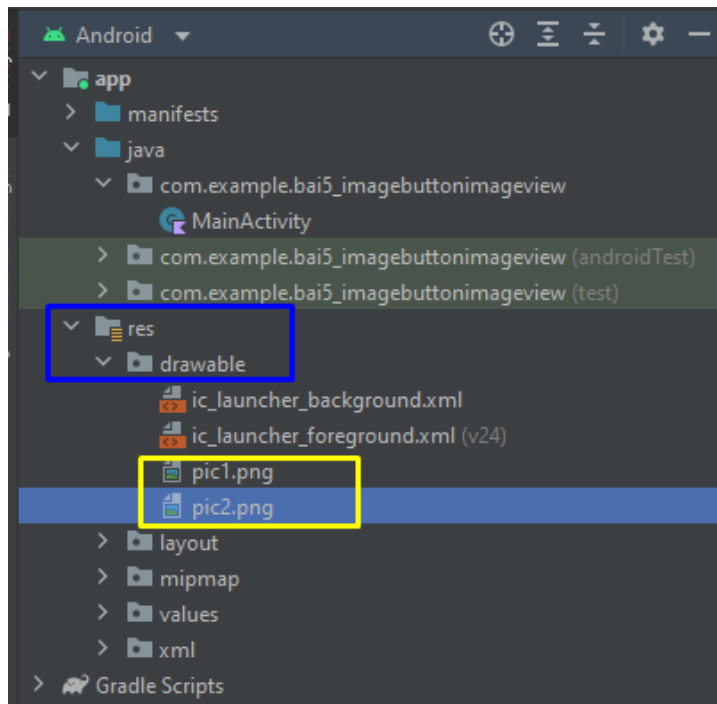 Android
app
manifests
java
com.example.bai5_imagebuttonimageview
MainActivity
com.example.bai5_imagebuttonimageview (androidTest)
com.example.bai5_imagebuttonimageview (test)
res
drawable
ic_launcher_background.xml
ic_launcher_foreground.xml (v24)
pic1.png
pic2.png
layout
mipmap
values
xml
Gradle Scripts